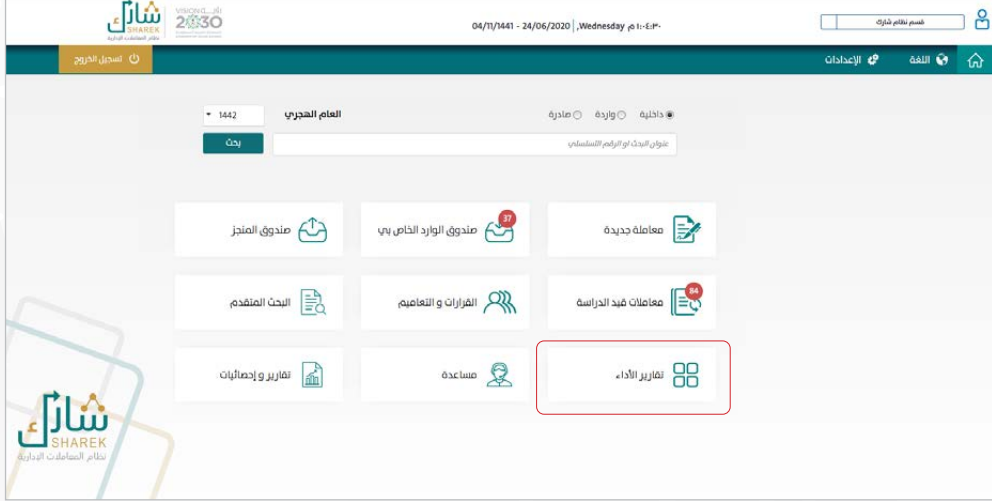 قسم نظام شارك
04/11/1441 - 24/06/2020 | ,Wednesday
VISION رؤية
2030
شارك
SHAREK
نظام المعاملات الإدارية
اللغة
الإعدادات
تسجيل الخروج
داخلية واردة صادرة
العام الهجري
1442
عنوان البحث او الرقم التسلسلي
بحث
معاملة جديدة
37
صندوق الوارد الخاص بي
صندوق المنجز
84
معاملات قيد الدراسة
القرارات و التعاميم
البحث المتقدم
تقارير الأداء
مساعدة
تقارير و إحصائيات
شارك
SHAREK
نظام المعاملات الإدارية